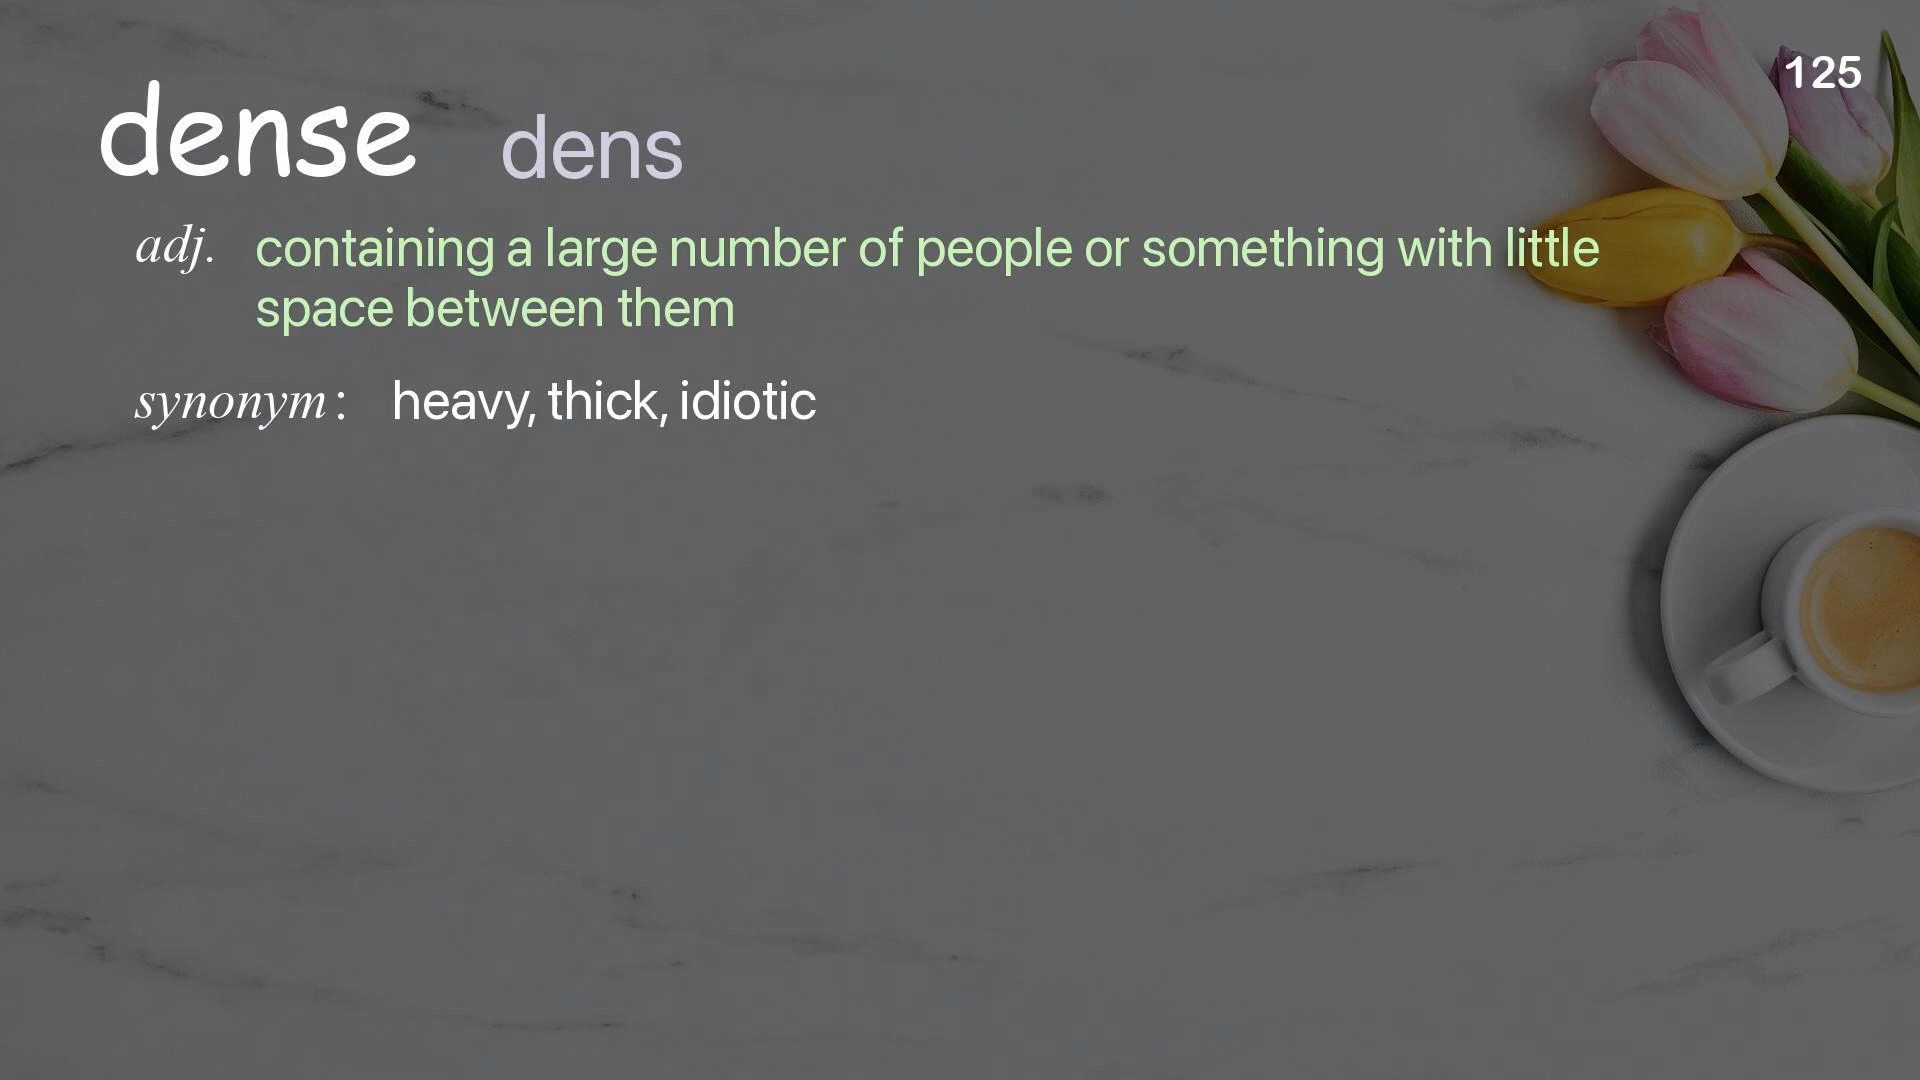 125
dense dens
adj. containing a large number of people or something with little
space between them
synonym: heavy, thick, idiotic